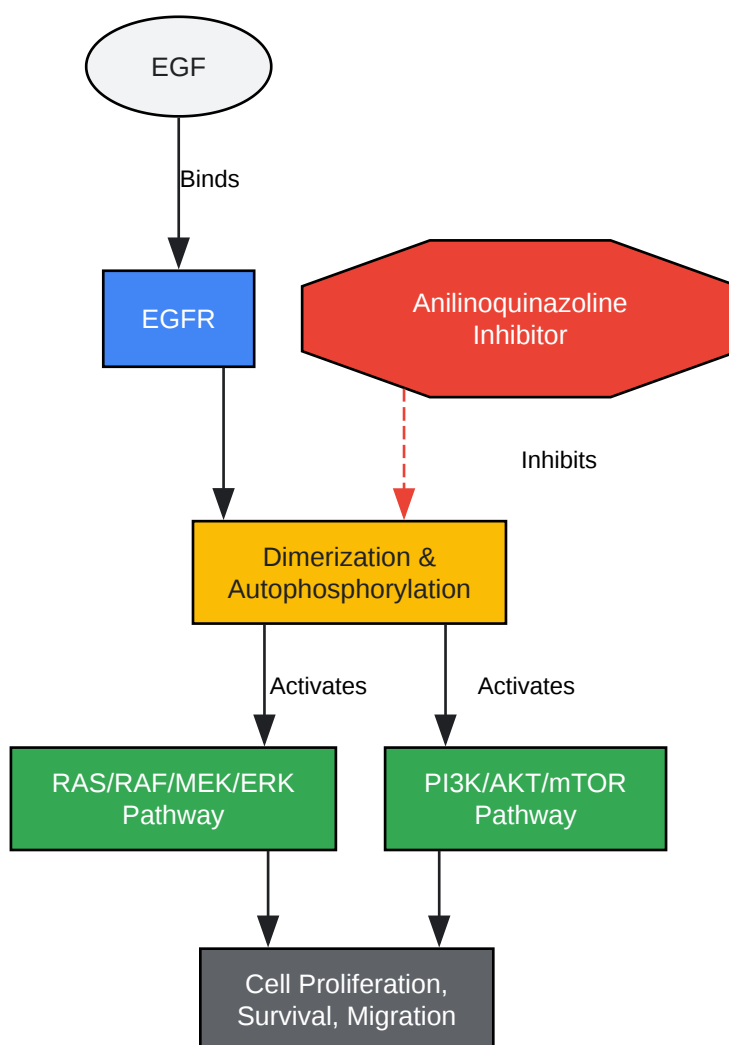 EGF
Binds
EGFR
Anilinoquinazoline
Inhibitor
Inhibits
Dimerization &
Autophosphorylation
Activates
Activates
RAS/RAF/MEK/ERK
Pathway
PI3K/AKT/mTOR
Pathway
Cell Proliferation,
Survival, Migration